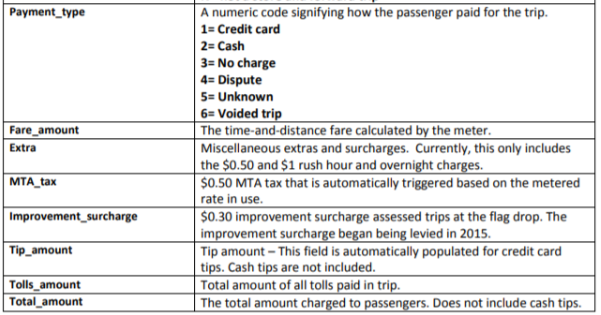 Payment_type A numeric code signifying how the passenger paid for the trip.
1= Credit card
2= Cash
3= No charge
4= Dispute
5= Unknown
6= Voided trip
Fare_amount The time-and-distance fare calculated by the meter.
Extra Miscellaneous extras and surcharges. Currently, this only includes
the $0.50 and $1 rush hour and overnight charges.
MTA_tax $0.50 MTA tax that is automatically triggered based on the metered
rate in use.
Improvement_surcharge $0.30 improvement surcharge assessed trips at the flag drop. The
improvement surcharge began being levied in 2015.
Tip_amount Tip amount – This field is automatically populated for credit card
tips. Cash tips are not included.
Tolls_amount Total amount of all tolls paid in trip.
Total_amount The total amount charged to passengers. Does not include cash tips.